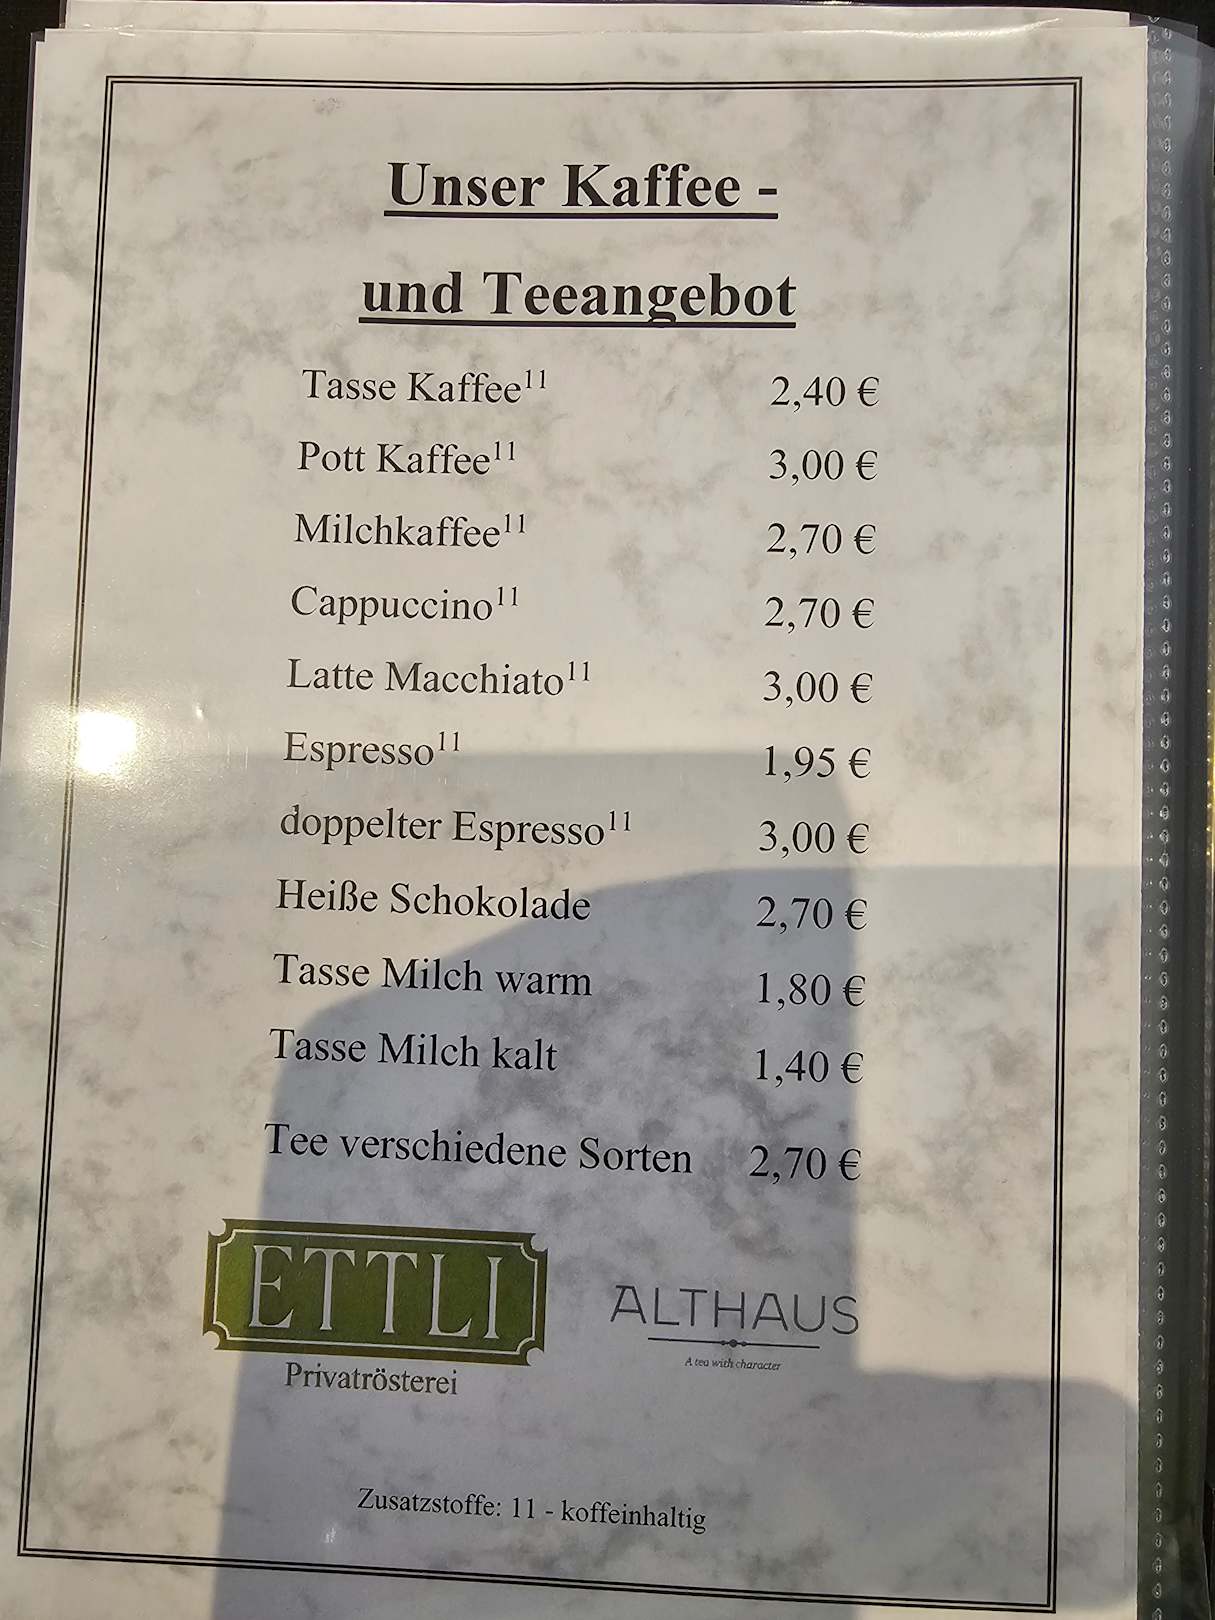 Unser Kaffee -
und Teeangebot
Tasse Kaffee¹¹ 2,40 €
Pott Kaffee¹¹ 3,00 €
Milchkaffee¹¹ 2,70 €
Cappuccino¹¹ 2,70 €
Latte Macchiato¹¹ 3,00 €
Espresso¹¹ 1,95 €
doppelter Espresso¹¹ 3,00 €
Heiße Schokolade 2,70 €
Tasse Milch warm 1,80 €
Tasse Milch kalt 1,40 €
Tee verschiedene Sorten 2,70 €
ETTLI
Privatrösterei
ALTHAUS
A tea with character
Zusatzstoffe: 11 - koffeinhaltig